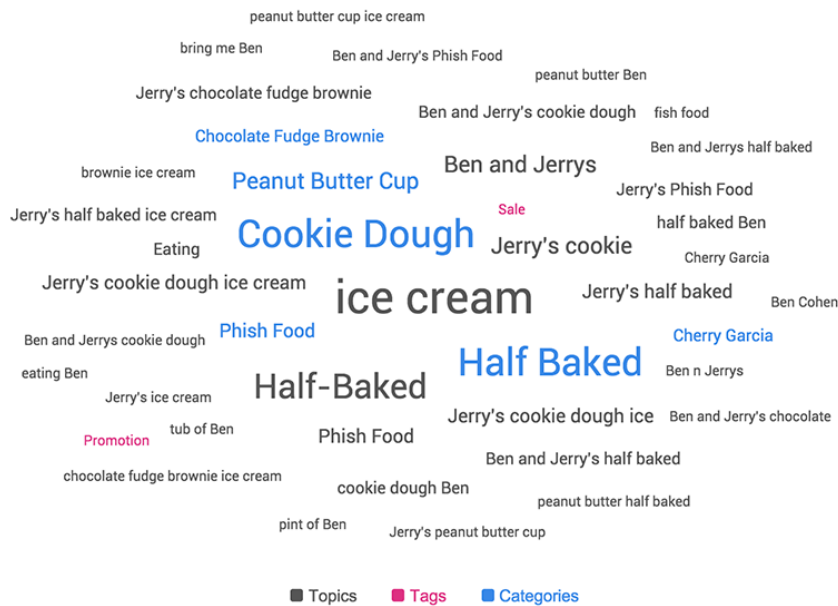 peanut butter cup ice cream
bring me Ben
Ben and Jerry's Phish Food
peanut butter Ben
Jerry's chocolate fudge brownie
Ben and Jerry's cookie dough
fish food
Chocolate Fudge Brownie
Ben and Jerrys half baked
Ben and Jerrys
brownie ice cream
Peanut Butter Cup
Jerry's Phish Food
Sale
Jerry's half baked ice cream
half baked Ben
Cookie Dough
Jerry's cookie
Eating
Cherry Garcia
Jerry's cookie dough ice cream
ice cream
Jerry's half baked
Ben Cohen
Phish Food
Cherry Garcia
Ben and Jerrys cookie dough
Half Baked
eating Ben
Ben n Jerrys
Half-Baked
Jerry's ice cream
Jerry's cookie dough ice
Ben and Jerry's chocolate
tub of Ben
Phish Food
Promotion
Ben and Jerry's half baked
chocolate fudge brownie ice cream
cookie dough Ben
peanut butter half baked
pint of Ben
Jerry's peanut butter cup
Topics Tags Categories